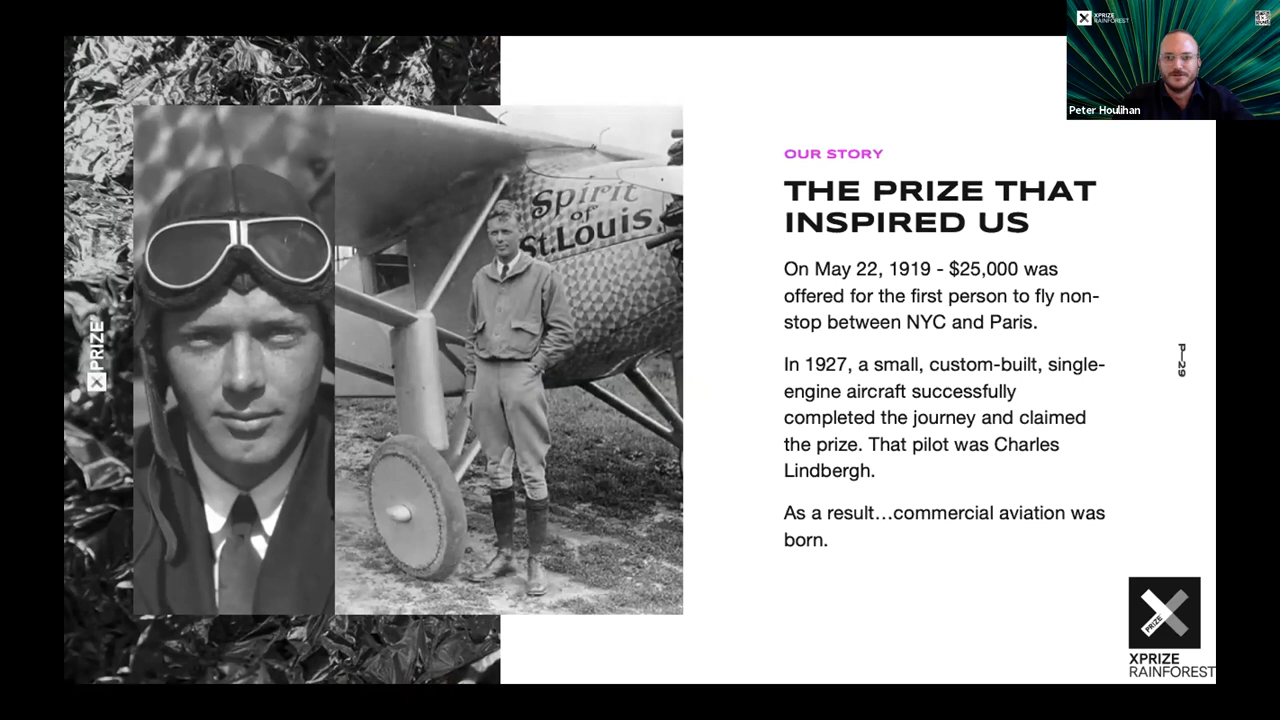 XPRIZE
RAINFOREST
Peter Houlihan
XPRIZE
Spirit
of
St.Louis
OUR STORY
THE PRIZE THAT
INSPIRED US
On May 22, 1919 - $25,000 was
offered for the first person to fly non-
stop between NYC and Paris.
In 1927, a small, custom-built, single-
engine aircraft successfully
completed the journey and claimed
the prize. That pilot was Charles
Lindbergh.
As a result…commercial aviation was
born.
P—29
XPRIZE
XPRIZE
RAINFOREST